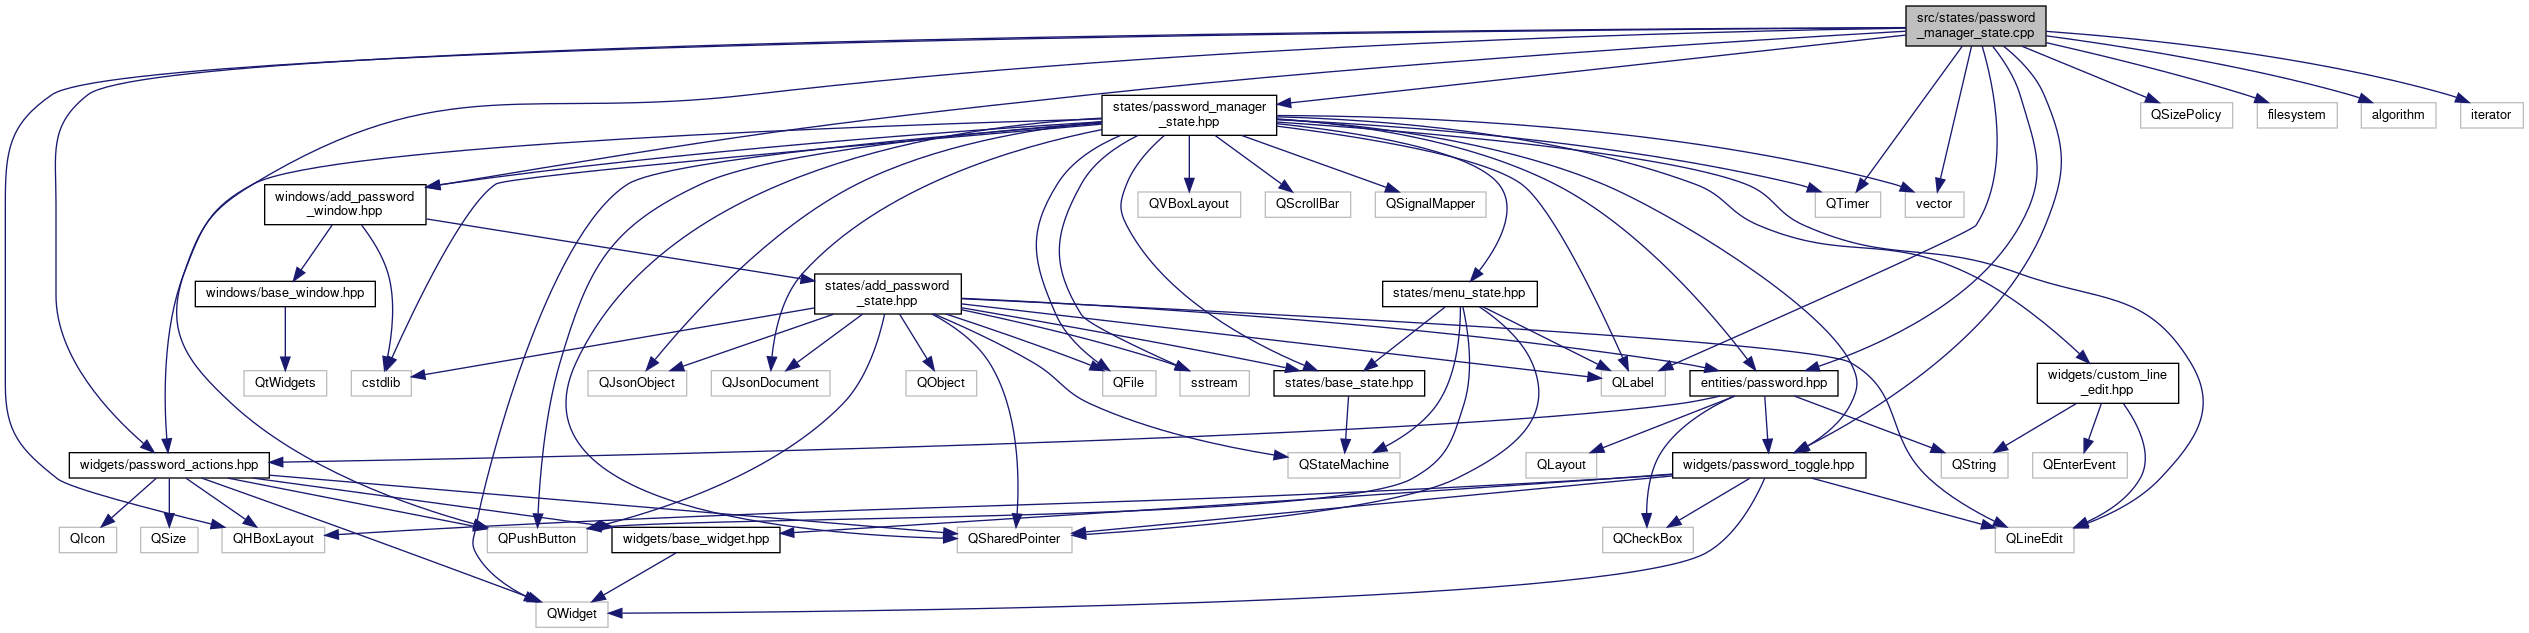 src/states/password
_manager_state.cpp
states/password_manager
_state.hpp
QSizePolicy
filesystem
algorithm
iterator
windows/add_password
_window.hpp
QVBoxLayout
QScrollBar
QSignalMapper
QTimer
vector
windows/base_window.hpp
states/add_password
_state.hpp
states/menu_state.hpp
QtWidgets
cstdlib
QJsonObject
QJsonDocument
QObject
QFile
sstream
states/base_state.hpp
QLabel
entities/password.hpp
widgets/custom_line
_edit.hpp
widgets/password_actions.hpp
QStateMachine
QLayout
widgets/password_toggle.hpp
QString
QEnterEvent
QIcon
QSize
QHBoxLayout
QPushButton
widgets/base_widget.hpp
QSharedPointer
QCheckBox
QLineEdit
QWidget